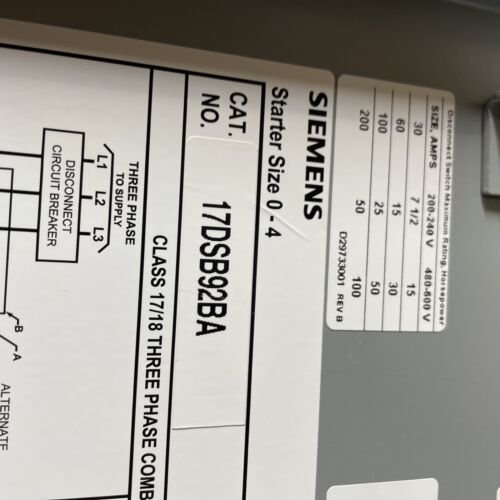 Disconnect Switch Maximum Rating, Horsepower
SIZE, AMPS 200-240 V 480-600 V
30 7 1/2 15
60 15 30
100 25 50
200 50 100
D29733001 REV B
SIEMENS
Starter Size 0 - 4
CAT. NO.
17DSB92BA
CLASS 17/18 THREE PHASE COMB
THREE PHASE
TO SUPPLY
L1 L2 L3
DISCONNECT
CIRCUIT BREAKER
B
A
ALTERNATE